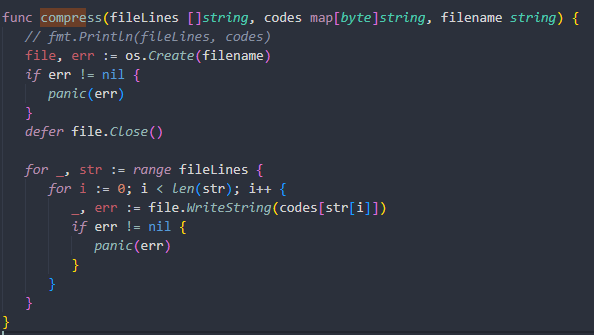 func compress(fileLines []string, codes map[byte]string, filename string) {
// fmt.Println(fileLines, codes)
file, err := os.Create(filename)
if err != nil {
panic(err)
}
defer file.Close()
for _, str := range fileLines {
for i := 0; i < len(str); i++ {
_, err := file.WriteString(codes[str[i]])
if err != nil {
panic(err)
}
}
}
}